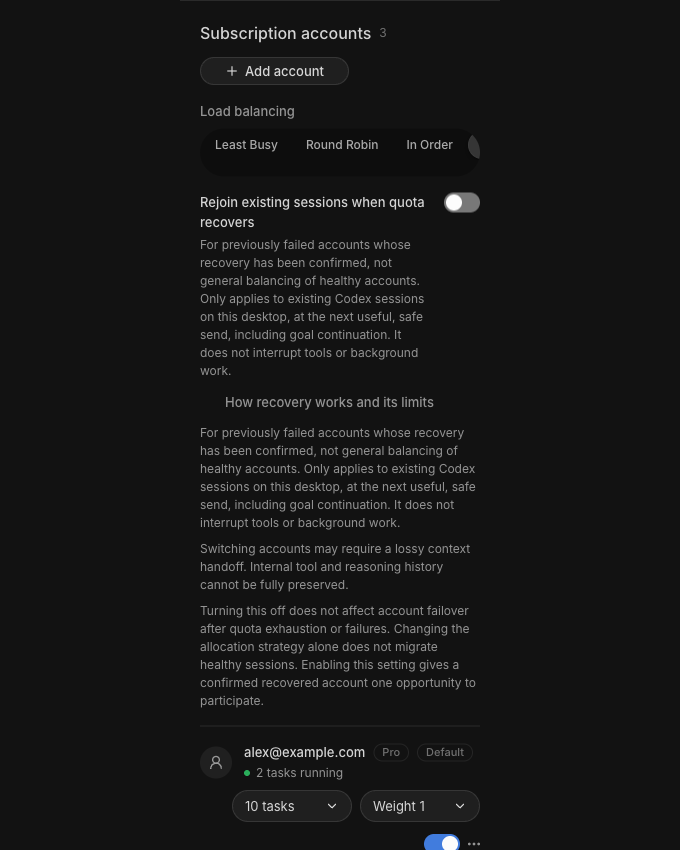 Subscription accounts 3
Add account
Load balancing
Least Busy Round Robin In Order
Rejoin existing sessions when quota
recovers
For previously failed accounts whose
recovery has been confirmed, not
general balancing of healthy accounts.
Only applies to existing Codex sessions
on this desktop, at the next useful, safe
send, including goal continuation. It
does not interrupt tools or background
work.
How recovery works and its limits
For previously failed accounts whose recovery
has been confirmed, not general balancing of
healthy accounts. Only applies to existing Codex
sessions on this desktop, at the next useful, safe
send, including goal continuation. It does not
interrupt tools or background work.
Switching accounts may require a lossy context
handoff. Internal tool and reasoning history
cannot be fully preserved.
Turning this off does not affect account failover
after quota exhaustion or failures. Changing the
allocation strategy alone does not migrate
healthy sessions. Enabling this setting gives a
confirmed recovered account one opportunity to
participate.
alex@example.com Pro Default
2 tasks running
10 tasks Weight 1